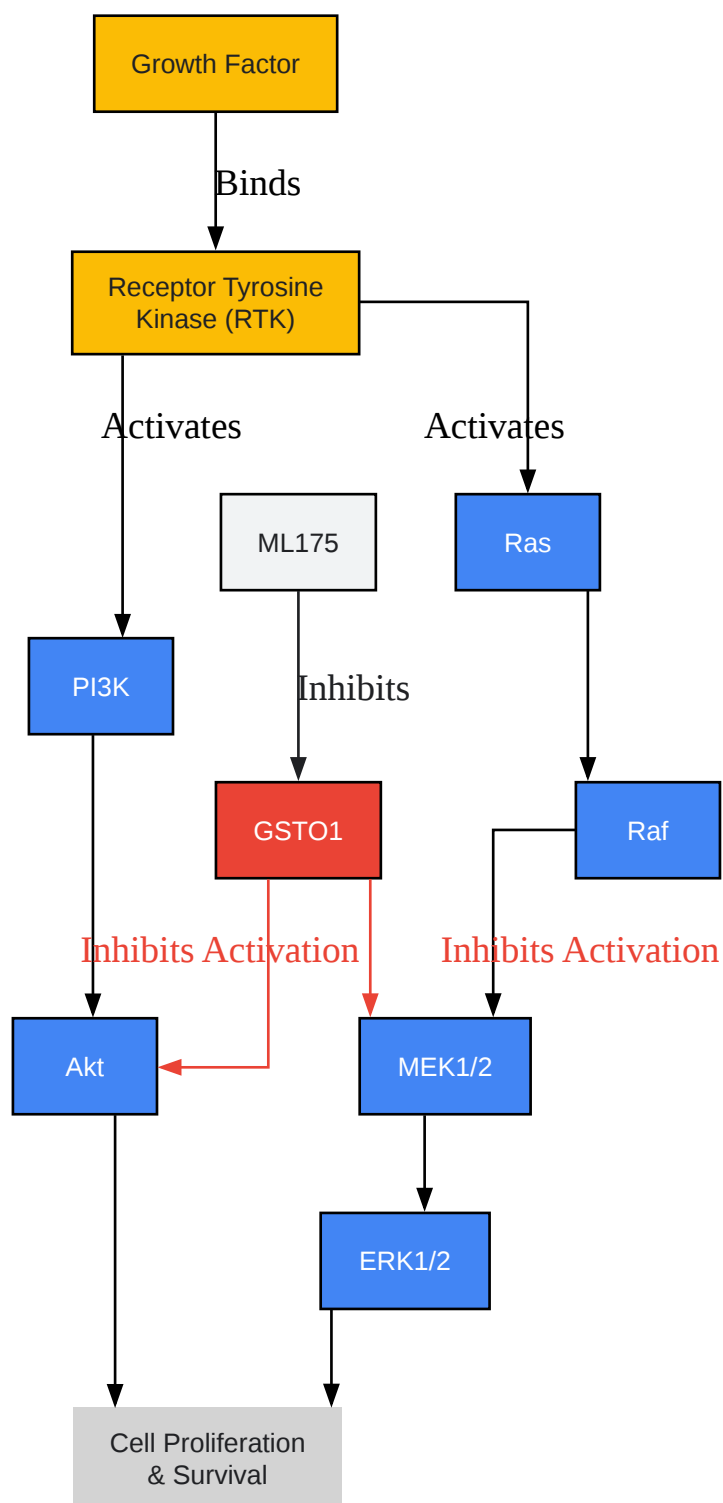 Growth Factor
Binds
Receptor Tyrosine
Kinase (RTK)
Activates
Activates
ML175
Ras
PI3K
Inhibits
GSTO1
Raf
Inhibits Activation
Inhibits Activation
Akt
MEK1/2
ERK1/2
Cell Proliferation
& Survival